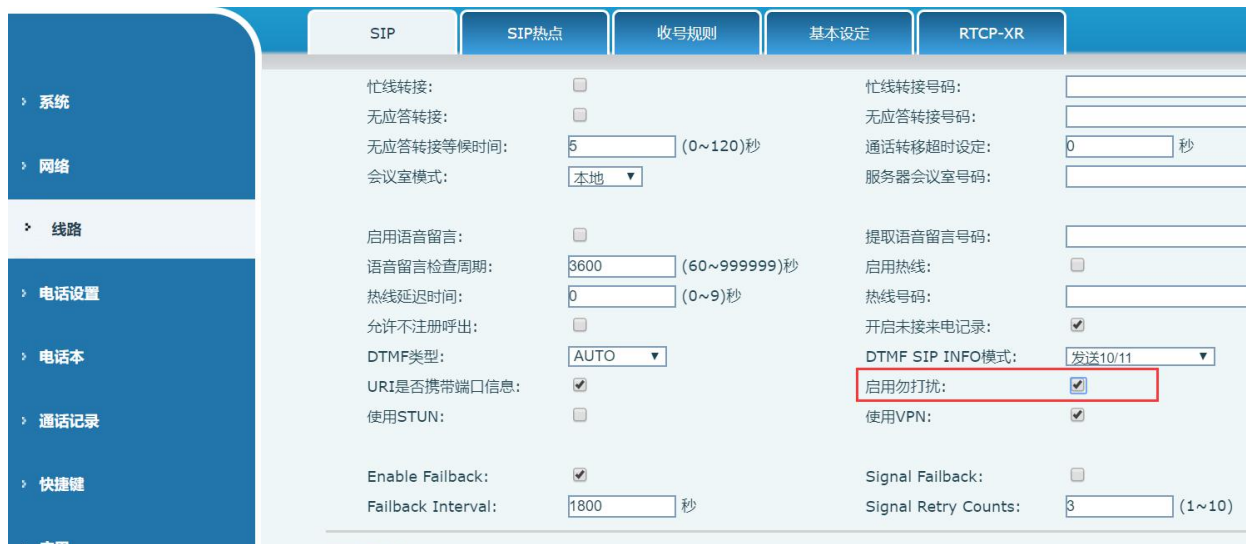 SIP
SIP热点
收号规则
基本设定
RTCP-XR
系统
网络
线路
电话设置
电话本
通话记录
快捷键
忙线转接: 忙线转接号码:
无应答转接: 无应答转接号码:
无应答转接等候时间: 5 (0~120)秒 通话转移超时设定: 0 秒
会议室模式: 本地 服务器会议室号码:
启用语音留言: 提取语音留言号码:
语音留言检查周期: 3600 (60~999999)秒 启用热线:
热线延迟时间: 0 (0~9)秒 热线号码:
允许不注册呼出: 开启未接来电记录:
DTMF类型: AUTO DTMF SIP INFO模式: 发送10/11
URI是否携带端口信息: 启用勿打扰:
使用STUN: 使用VPN:
Enable Failback: Signal Failback:
Failback Interval: 1800 秒 Signal Retry Counts: 3 (1~10)